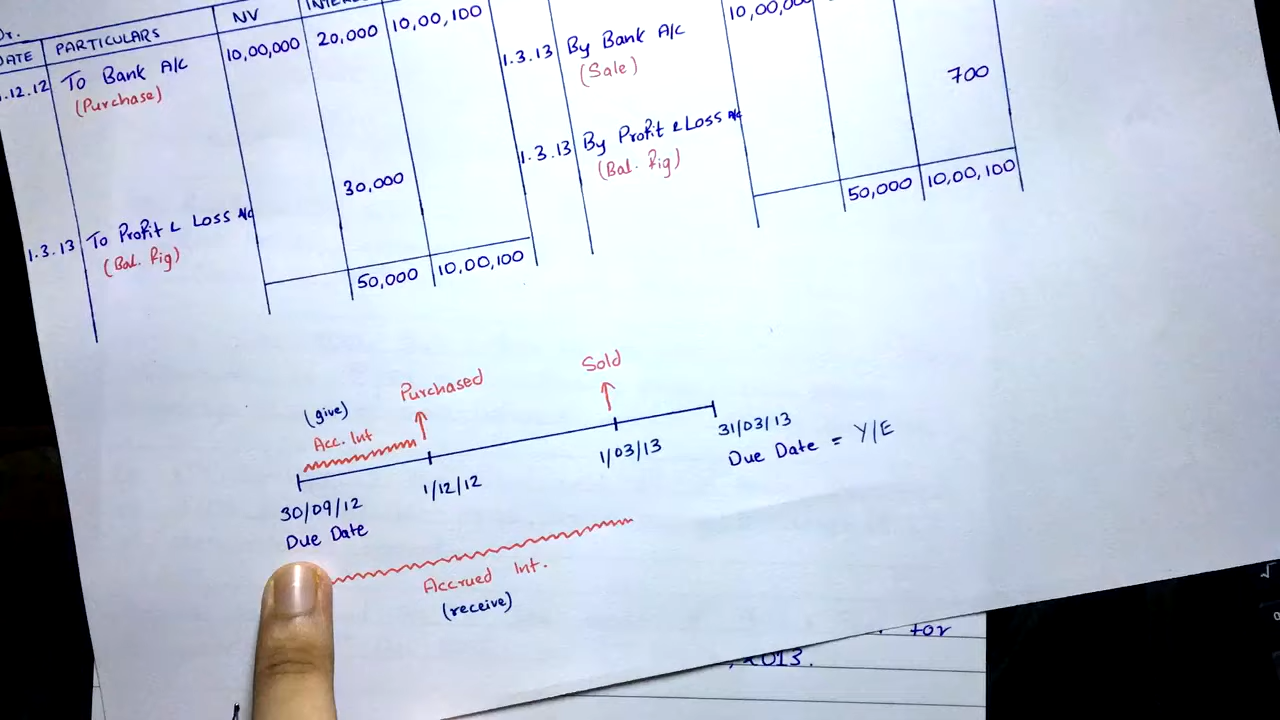 Dr.
DATE PARTICULARS NV
.12.12 To Bank A/c 10,00,000 20,000 10,00,100
(Purchase)
30,000
1.3.13 To Profit & Loss A/c
(Bal. Fig)
50,000 10,00,100
1.3.13 By Bank A/c
(Sale)
700
1.3.13 By Profit & Loss A/c
(Bal. Fig)
50,000 10,00,100
Sold
Purchased
(give)
Acc. Int
31/03/13
Due Date = Y/E
1/03/13
1/12/12
30/09/12
Due Date
Accrued Int.
(receive)
for
2013.